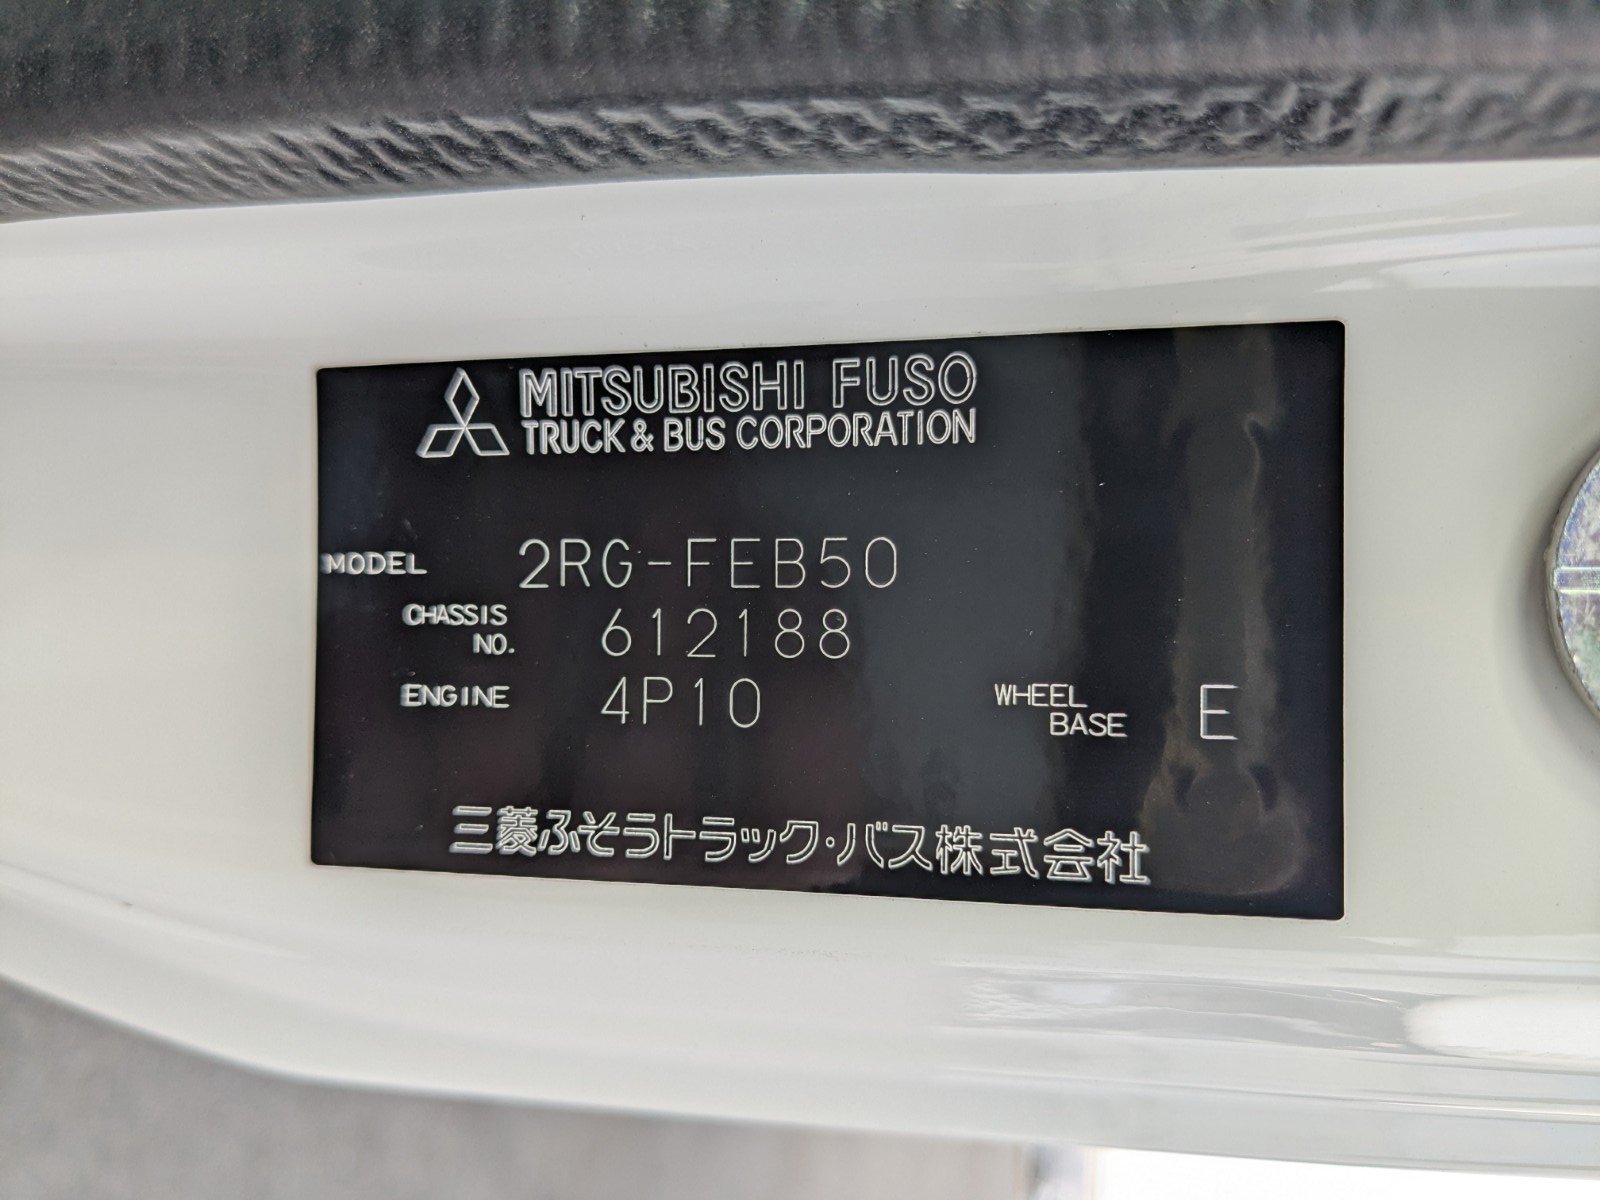 MITSUBISHI FUSO
TRUCK & BUS CORPORATION
MODEL 2RG-FEB50
CHASSIS NO. 612188
ENGINE 4P10 WHEEL BASE E
三菱ふそうトラック・バス株式会社